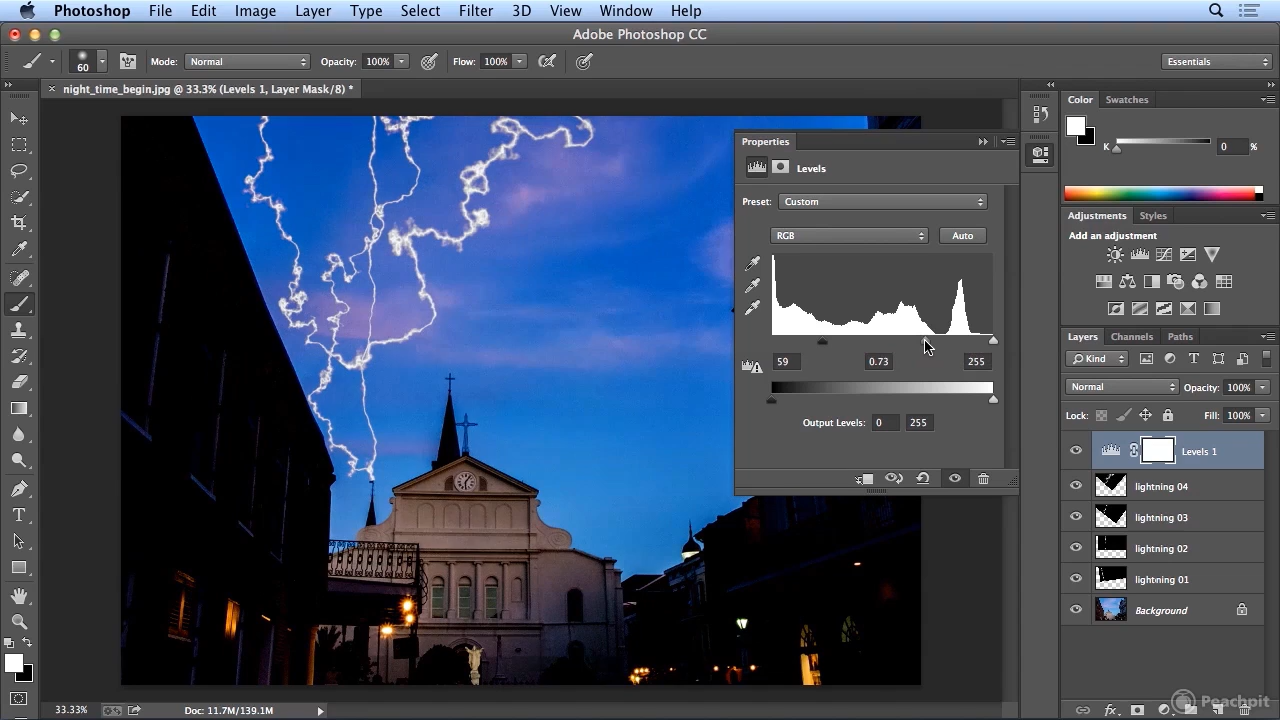 Photoshop File Edit Image Layer Type Select Filter 3D View Window Help
Adobe Photoshop CC
60 Mode: Normal Opacity: 100% Flow: 100% Essentials
× night_time_begin.jpg @ 33.3% (Levels 1, Layer Mask/8) *
Color Swatches
K 0 %
Properties
Levels
Preset: Custom
RGB Auto
59 0.73 255
Output Levels: 0 255
Adjustments Styles
Add an adjustment
Layers Channels Paths
Kind
Normal Opacity: 100%
Lock: Fill: 100%
Levels 1
lightning 04
lightning 03
lightning 02
lightning 01
Background
33.33% Doc: 11.7M/139.1M
Peachpit